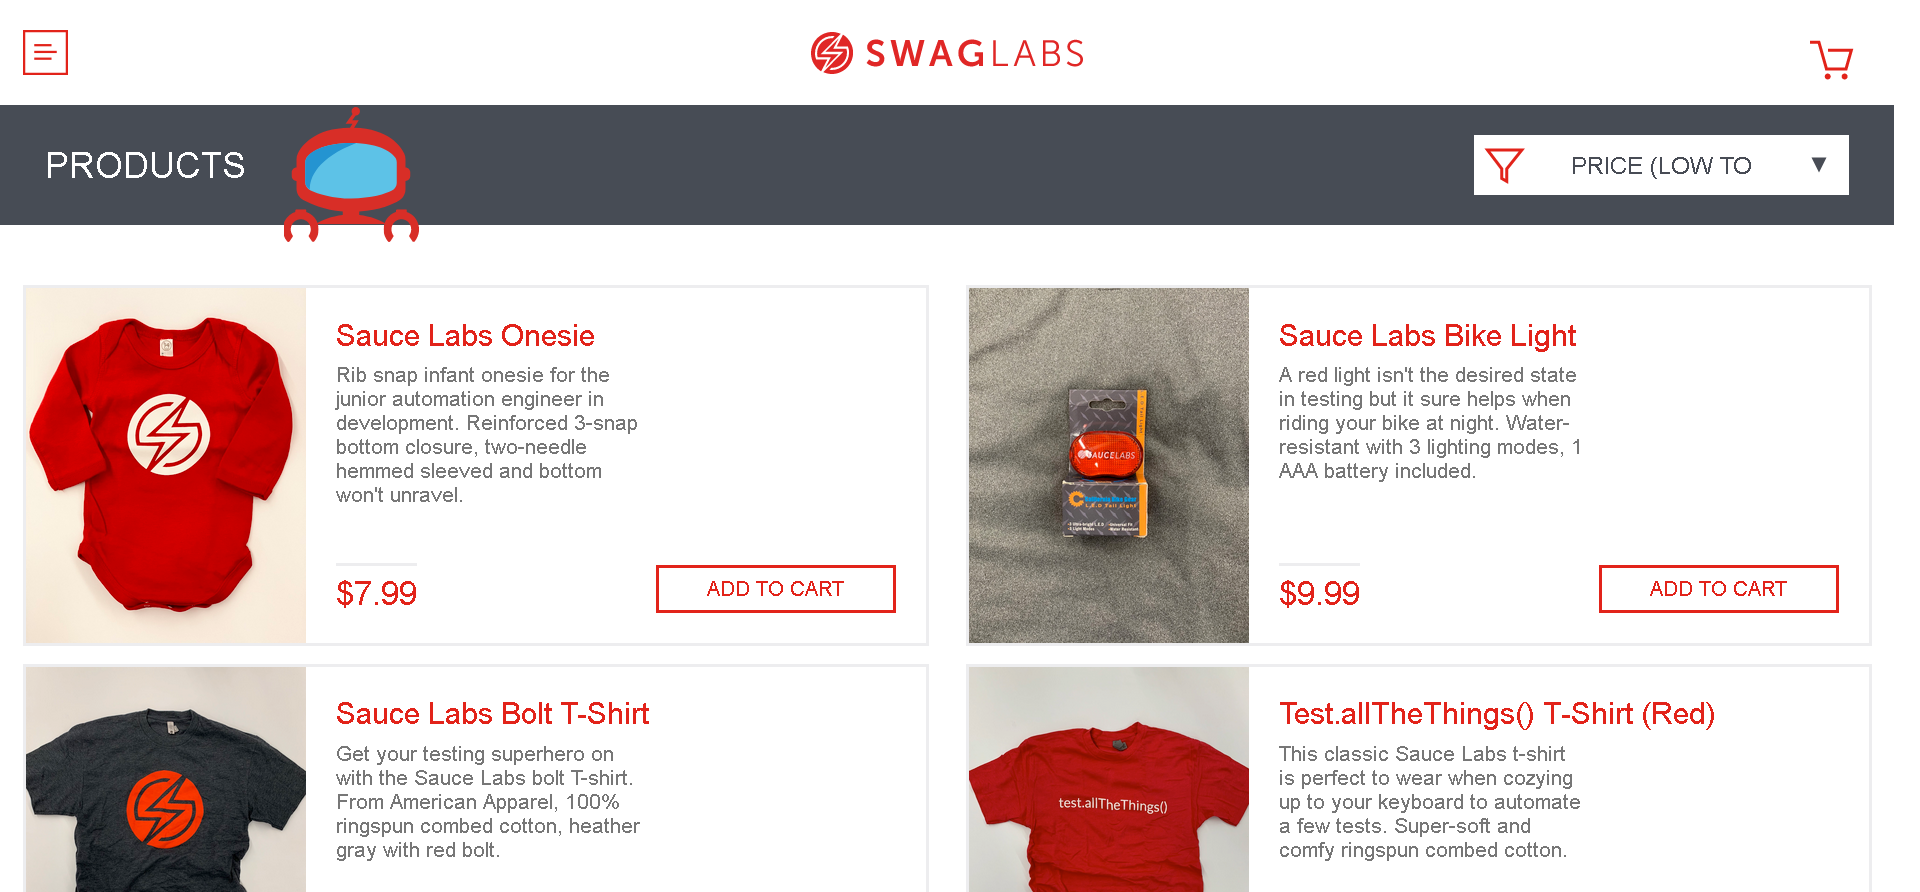 SWAGLABS
PRODUCTS
PRICE (LOW TO
Sauce Labs Onesie
Rib snap infant onesie for the
junior automation engineer in
development. Reinforced 3-snap
bottom closure, two-needle
hemmed sleeved and bottom
won't unravel.
$7.99
ADD TO CART
SAUCELABS
L.E.D Tail Light
Sauce Labs Bike Light
A red light isn't the desired state
in testing but it sure helps when
riding your bike at night. Water-
resistant with 3 lighting modes, 1
AAA battery included.
$9.99
ADD TO CART
Sauce Labs Bolt T-Shirt
Get your testing superhero on
with the Sauce Labs bolt T-shirt.
From American Apparel, 100%
ringspun combed cotton, heather
gray with red bolt.
test.allTheThings()
Test.allTheThings() T-Shirt (Red)
This classic Sauce Labs t-shirt
is perfect to wear when cozying
up to your keyboard to automate
a few tests. Super-soft and
comfy ringspun combed cotton.